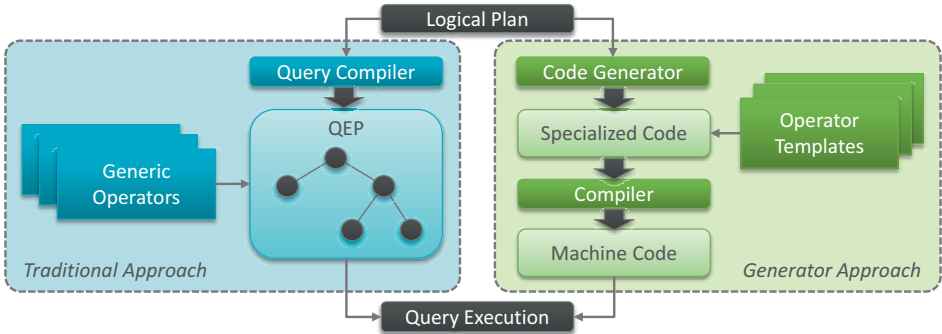 Logical Plan
Query Compiler
QEP
Generic
Operators
Traditional Approach
Code Generator
Specialized Code
Operator
Templates
Compiler
Machine Code
Generator Approach
Query Execution